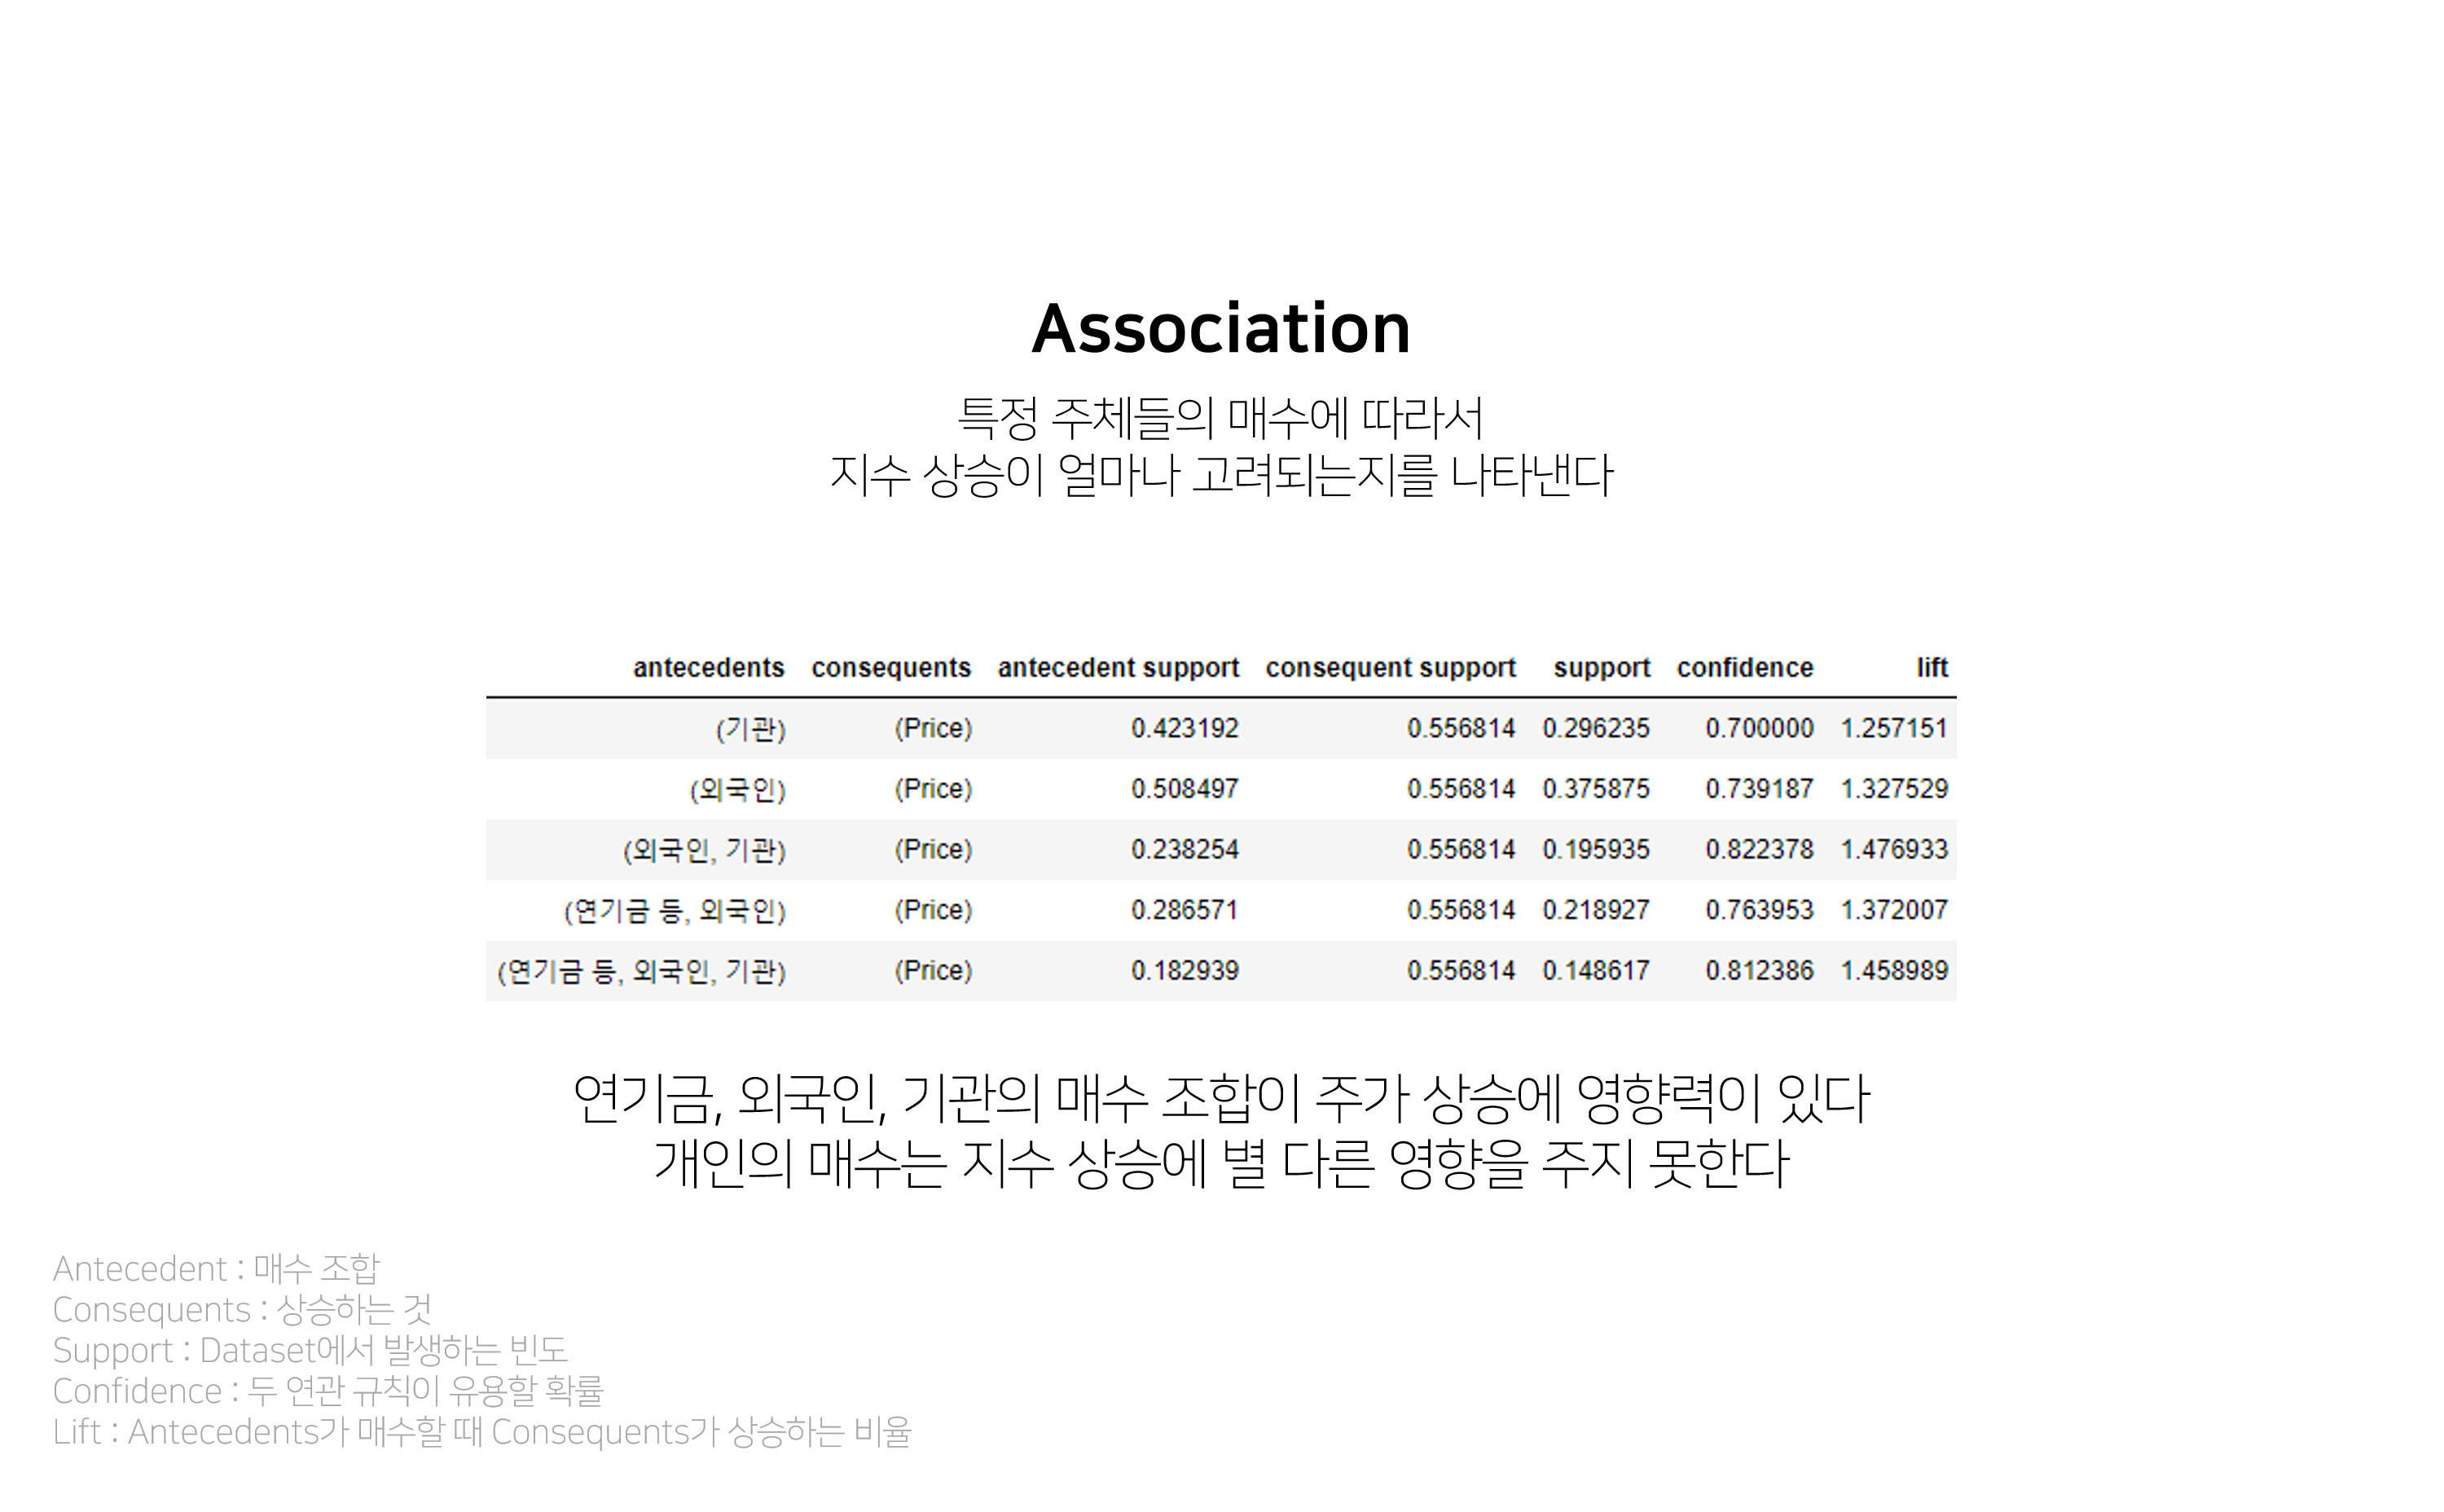 Association
특정 주체들의 매수에 따라서
지수 상승이 얼마나 고려되는지를 나타낸다
antecedents consequents antecedent support consequent support support confidence lift
(기관) (Price) 0.423192 0.556814 0.296235 0.700000 1.257151
(외국인) (Price) 0.508497 0.556814 0.375875 0.739187 1.327529
(외국인, 기관) (Price) 0.238254 0.556814 0.195935 0.822378 1.476933
(연기금 등, 외국인) (Price) 0.286571 0.556814 0.218927 0.763953 1.372007
(연기금 등, 외국인, 기관) (Price) 0.182939 0.556814 0.148617 0.812386 1.458989
연기금, 외국인, 기관의 매수 조합이 주가 상승에 영향력이 있다
개인의 매수는 지수 상승에 별 다른 영향을 주지 못한다
Antecedent : 매수 조합
Consequents : 상승하는 것
Support : Dataset에서 발생하는 빈도
Confidence : 두 연관 규칙이 유용할 확률
Lift : Antecedents가 매수할 때 Consequents가 상승하는 비율